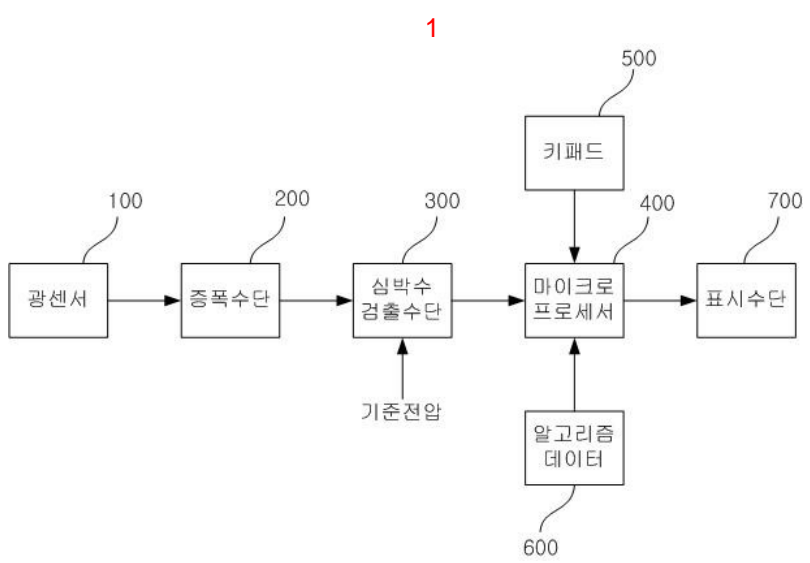 1
500
키패드
100
200
300
400
700
광센서
증폭수단
심박수
검출수단
마이크로
프로세서
표시수단
기준전압
알고리즘
데이터
600